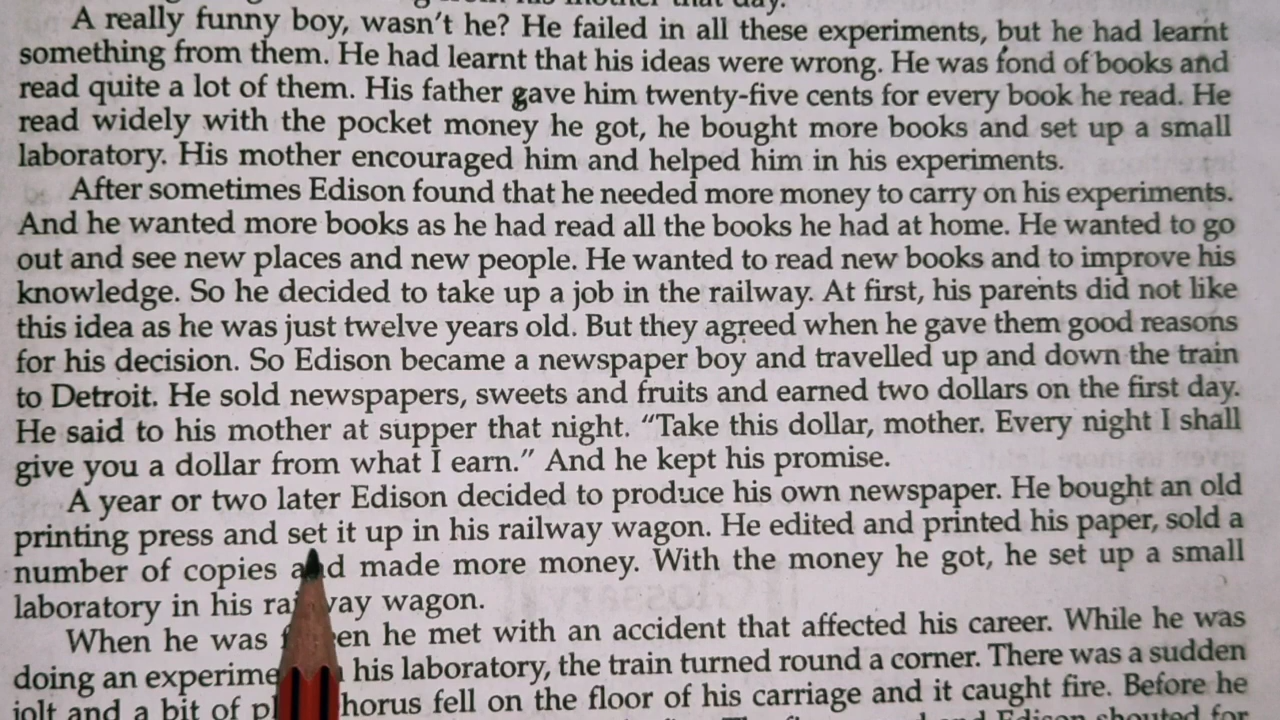 his mother that day.
A really funny boy, wasn't he? He failed in all these experiments, but he had learnt
something from them. He had learnt that his ideas were wrong. He was fond of books and
read quite a lot of them. His father gave him twenty-five cents for every book he read. He
read widely with the pocket money he got, he bought more books and set up a small
laboratory. His mother encouraged him and helped him in his experiments.
After sometimes Edison found that he needed more money to carry on his experiments.
And he wanted more books as he had read all the books he had at home. He wanted to go
out and see new places and new people. He wanted to read new books and to improve his
knowledge. So he decided to take up a job in the railway. At first, his parents did not like
this idea as he was just twelve years old. But they agreed when he gave them good reasons
for his decision. So Edison became a newspaper boy and travelled up and down the train
to Detroit. He sold newspapers, sweets and fruits and earned two dollars on the first day.
He said to his mother at supper that night. "Take this dollar, mother. Every night I shall
give you a dollar from what I earn." And he kept his promise.
A year or two later Edison decided to produce his own newspaper. He bought an old
printing press and set it up in his railway wagon. He edited and printed his paper, sold a
number of copies and made more money. With the money he got, he set up a small
laboratory in his railway wagon.
When he was he met with an accident that affected his career. While he was
doing an his laboratory, the train turned round a corner. There was a sudden
jolt and a bit of fell on the floor of his carriage and it caught fire. Before he
Edison shouted for